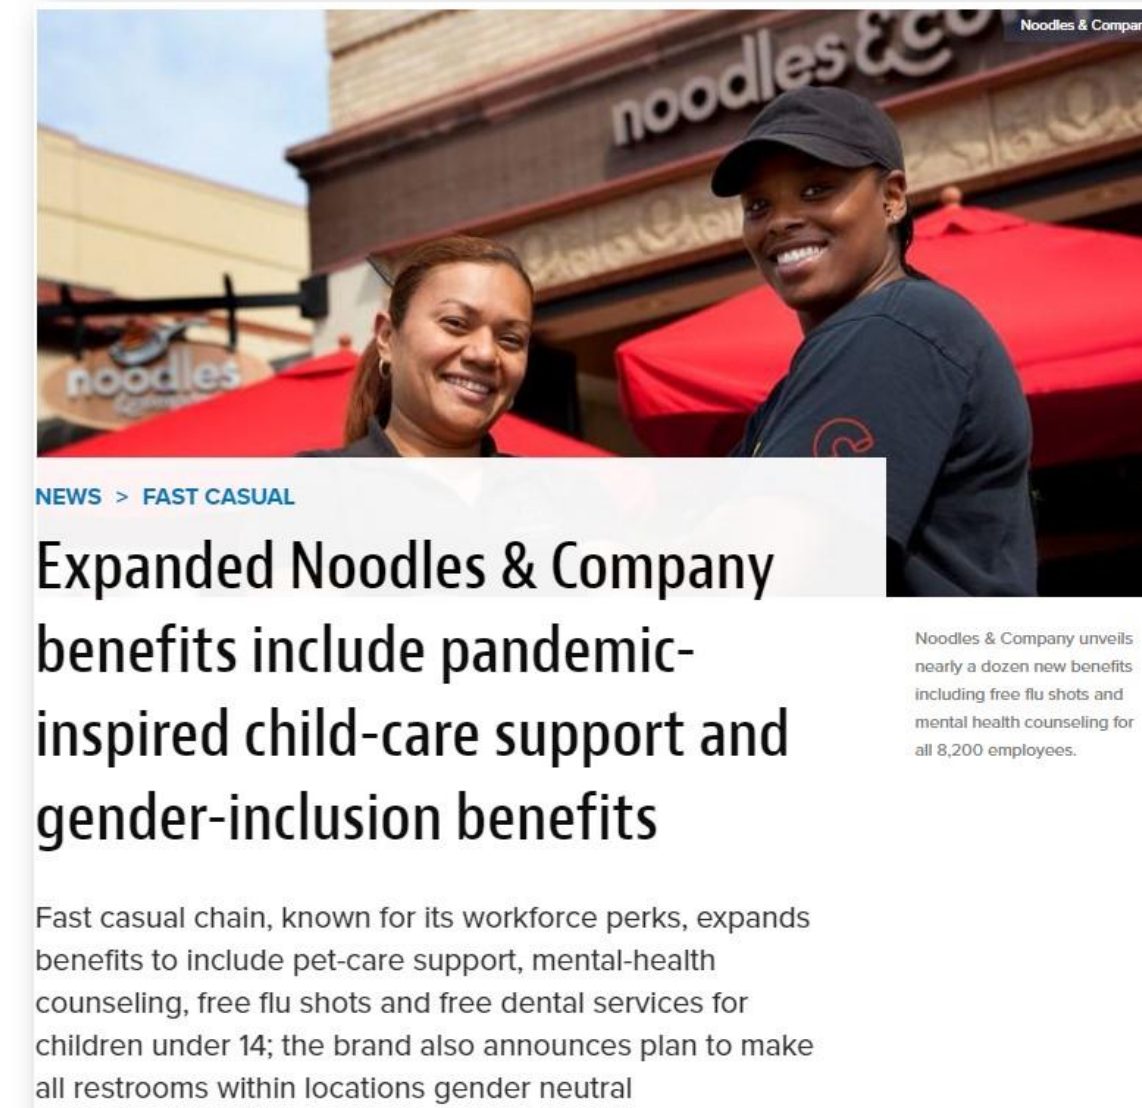 Noodles & Compan
noodles & co
noodles
NEWS > FAST CASUAL
Expanded Noodles & Company
benefits include pandemic-
inspired child-care support and
gender-inclusion benefits
Noodles & Company unveils
nearly a dozen new benefits
including free flu shots and
mental health counseling for
all 8,200 employees.
Fast casual chain, known for its workforce perks, expands
benefits to include pet-care support, mental-health
counseling, free flu shots and free dental services for
children under 14; the brand also announces plan to make
all restrooms within locations gender neutral